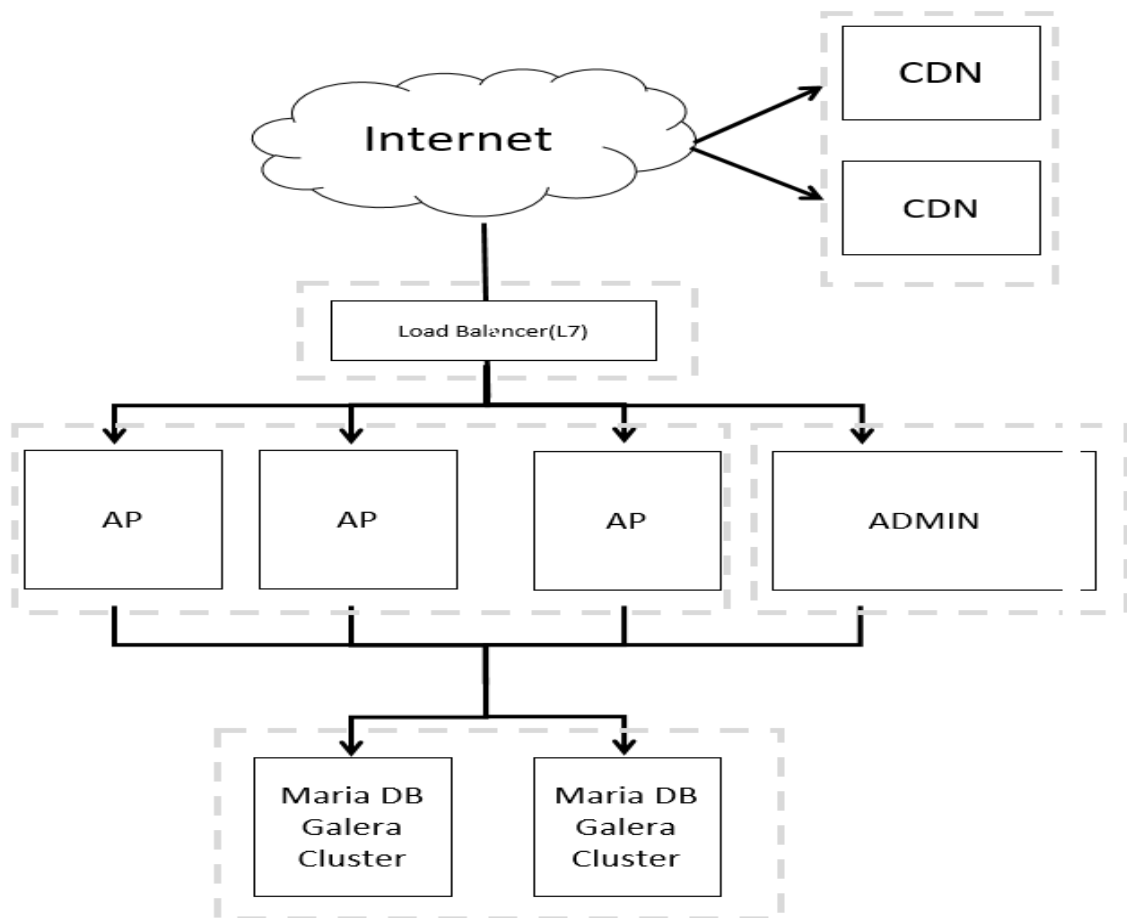 CDN
Internet
CDN
Load Balancer(L7)
AP
AP
AP
ADMIN
Maria DB
Galera
Cluster
Maria DB
Galera
Cluster